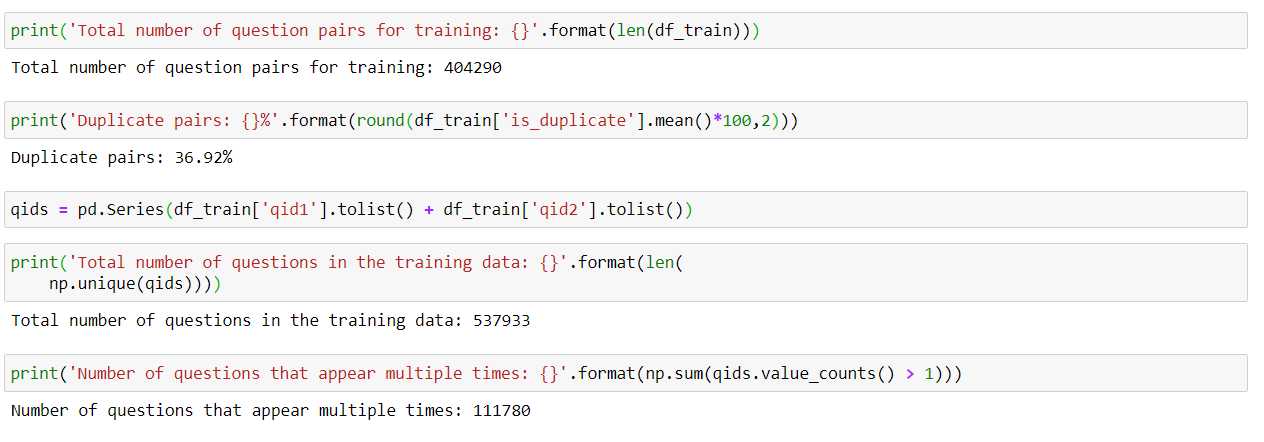 print('Total number of question pairs for training: {}'.format(len(df_train)))
Total number of question pairs for training: 404290
print('Duplicate pairs: {}%'.format(round(df_train['is_duplicate'].mean()*100,2)))
Duplicate pairs: 36.92%
qids = pd.Series(df_train['qid1'].tolist() + df_train['qid2'].tolist())
print('Total number of questions in the training data: {}'.format(len(
    np.unique(qids))))
Total number of questions in the training data: 537933
print('Number of questions that appear multiple times: {}'.format(np.sum(qids.value_counts() > 1)))
Number of questions that appear multiple times: 111780